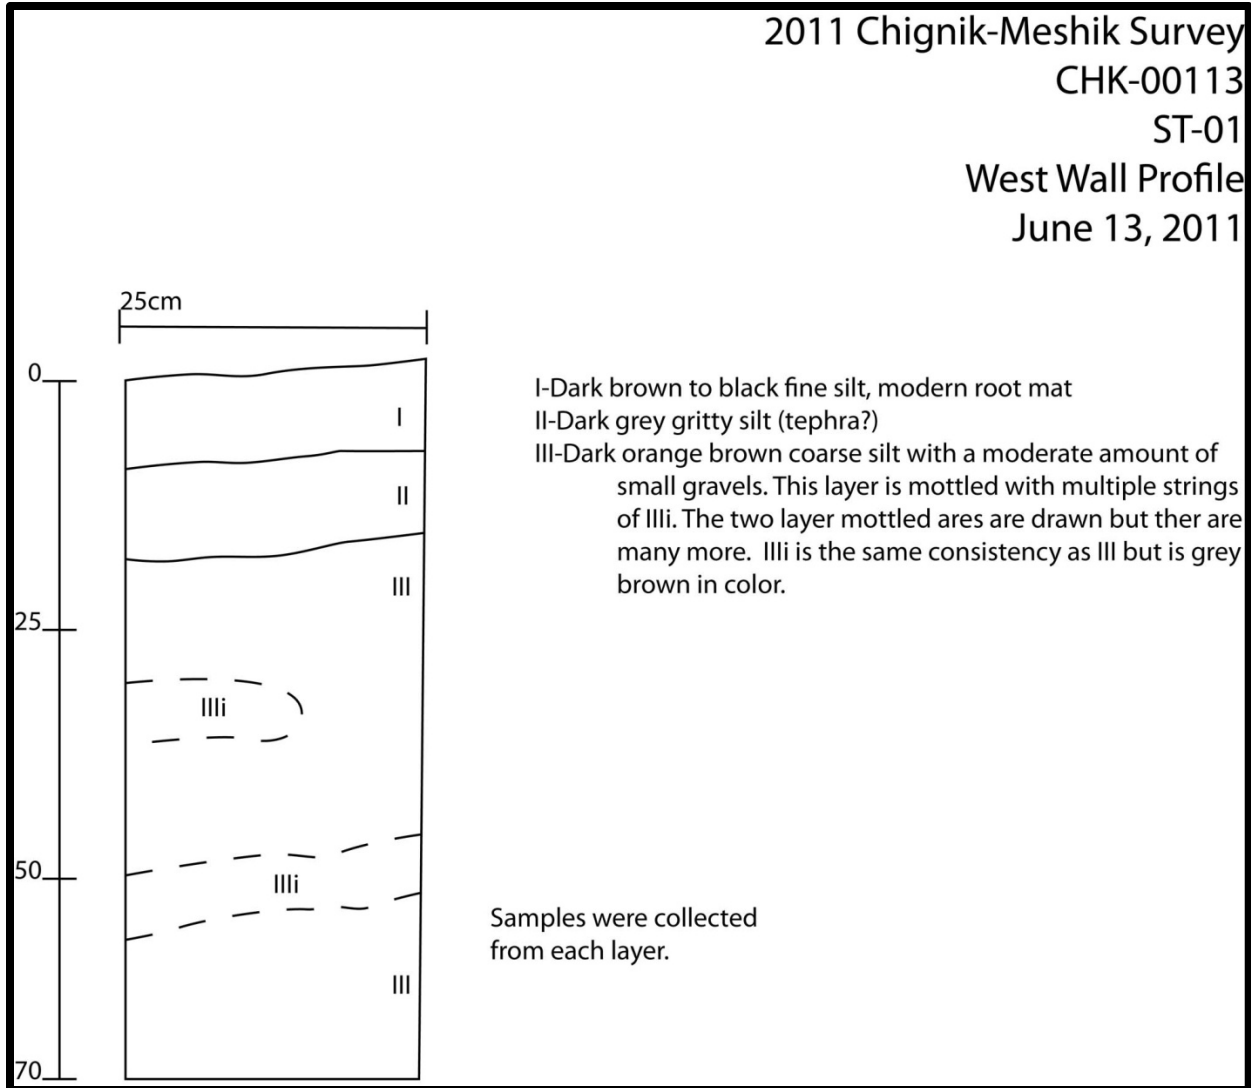 2011 Chignik-Meshik Survey
CHK-00113
ST-01
West Wall Profile
June 13, 2011
25cm
0
I
I-Dark brown to black fine silt, modern root mat
II-Dark grey gritty silt (tephra?)
III-Dark orange brown coarse silt with a moderate amount of
small gravels. This layer is mottled with multiple strings
of IIIi. The two layer mottled ares are drawn but ther are
many more.  IIIi is the same consistency as III but is grey
brown in color.
II
III
25
IIIi
50
IIIi
Samples were collected
from each layer.
III
70